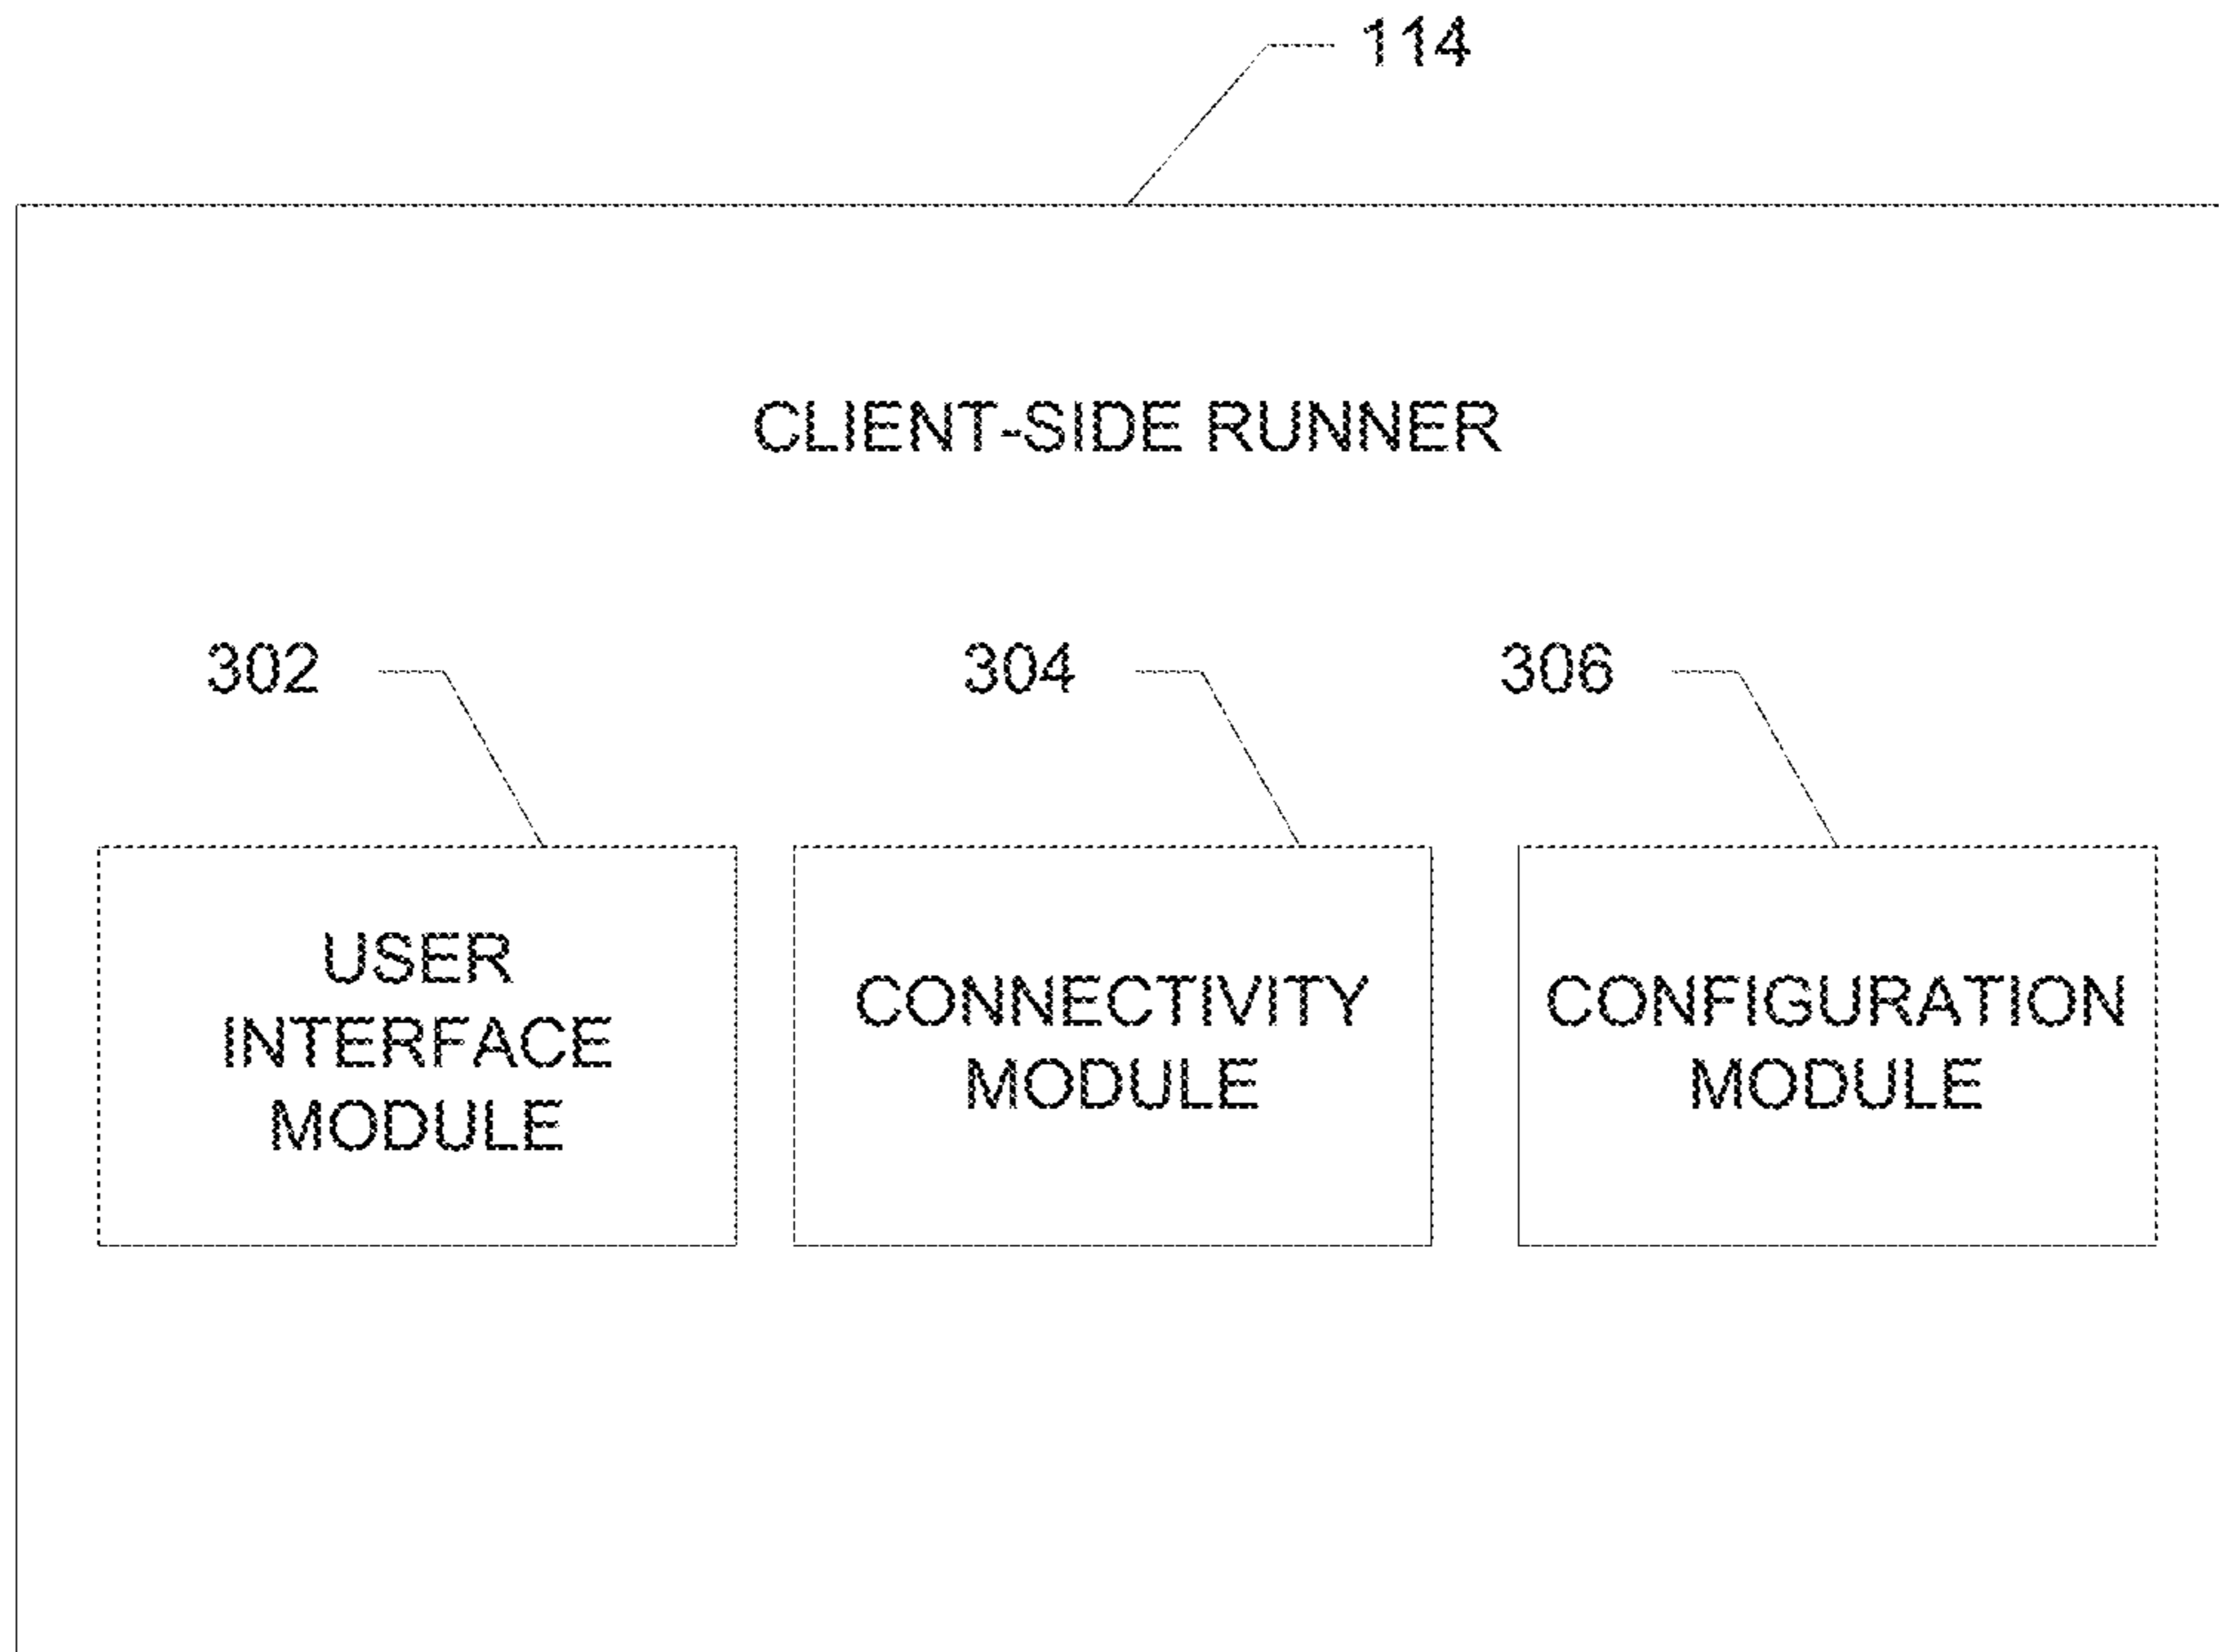 114
CLIENT-SIDE RUNNER
302
304
306
USER
INTERFACE
MODULE
CONNECTIVITY
MODULE
CONFIGURATION
MODULE